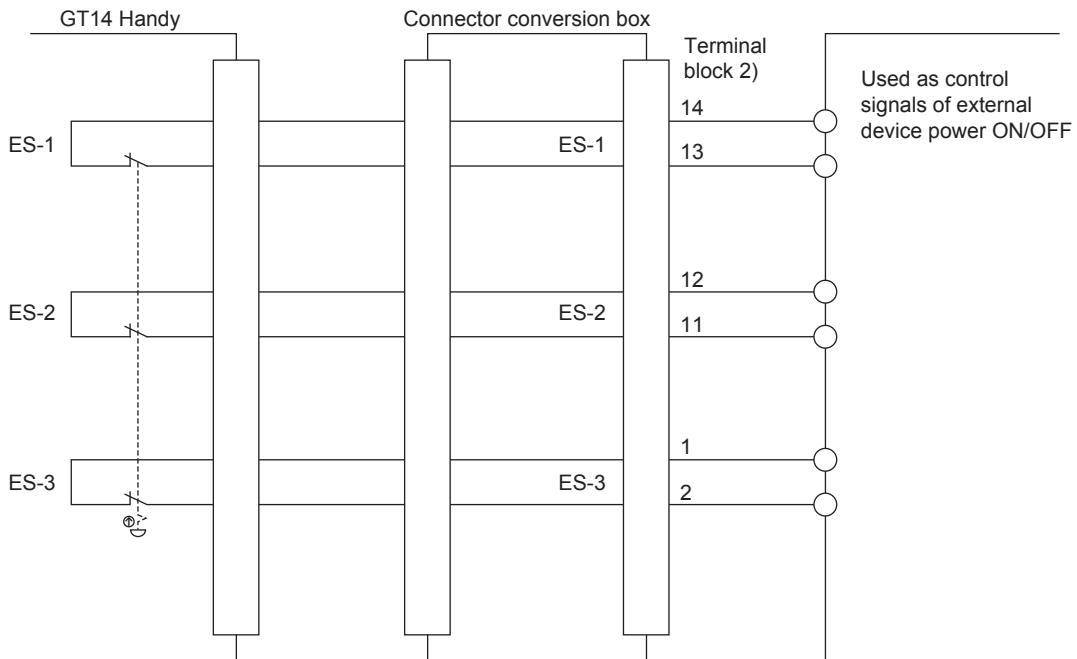 GT14 Handy
Connector conversion box
Terminal
block 2)
Used as control
signals of external
device power ON/OFF
14
ES-1
ES-1
13
12
ES-2
ES-2
11
1
ES-3
ES-3
2